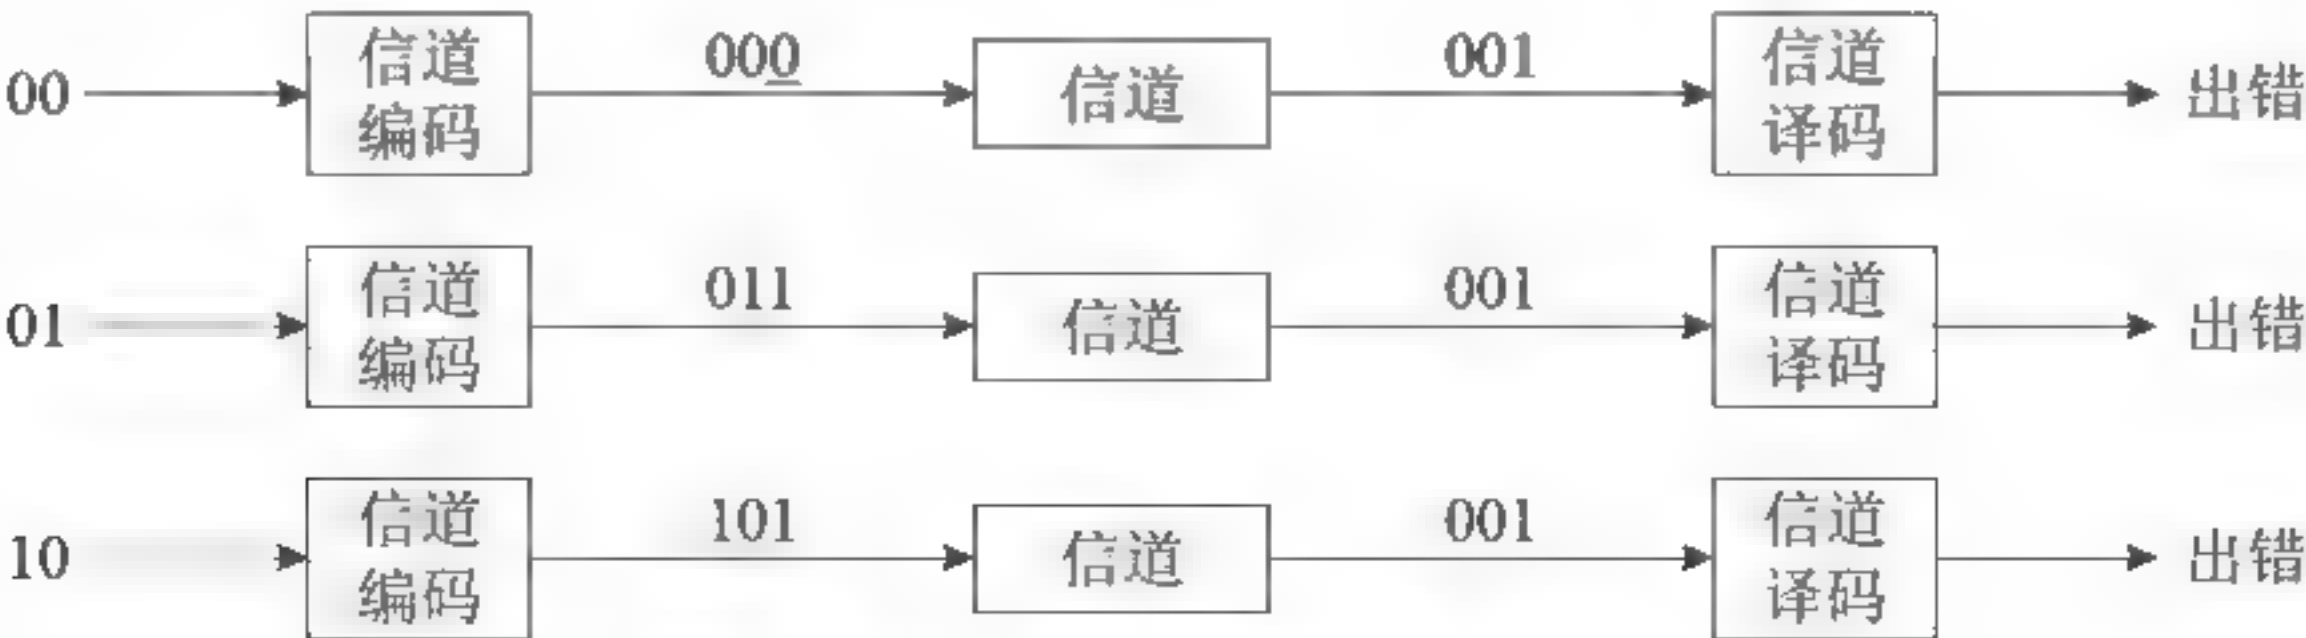 00 信道编码 000 信道 001 信道译码 出错
01 信道编码 011 信道 001 信道译码 出错
10 信道编码 101 信道 001 信道译码 出错